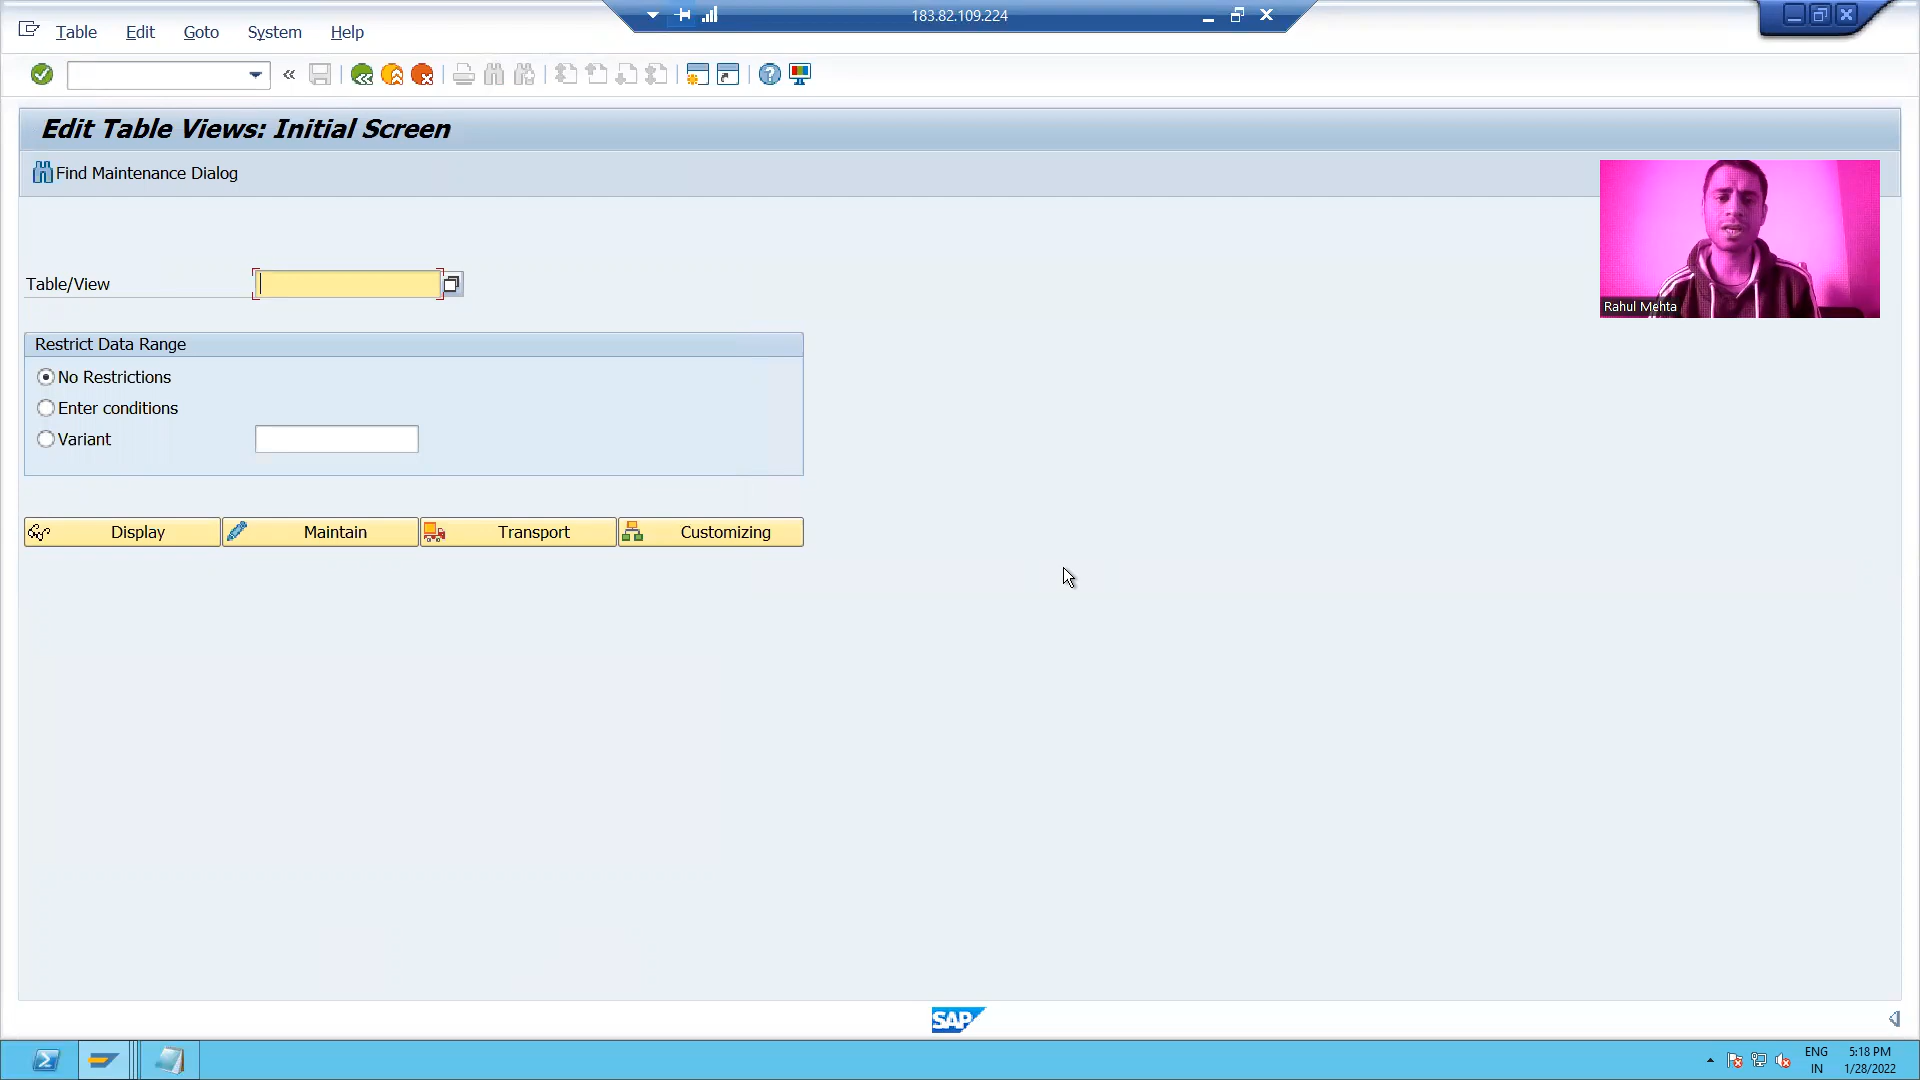 183.82.109.224
Table Edit Goto System Help
Edit Table Views: Initial Screen
Find Maintenance Dialog
Table/View
Rahul Mehta
Restrict Data Range
No Restrictions
Enter conditions
Variant
Display Maintain Transport Customizing
SAP
ENG 5:18 PM
IN 1/28/2022